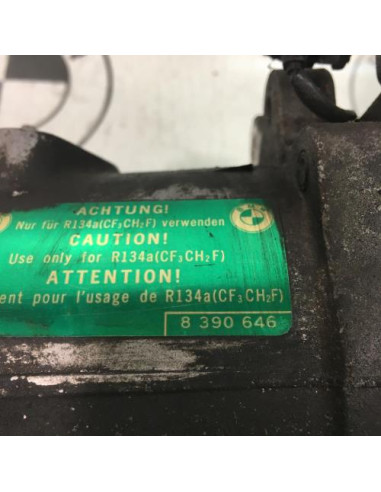 ACHTUNG!
Nur für R134a(CF₃CH₂F) verwenden
CAUTION!
Use only for R134a(CF₃CH₂F)
ATTENTION!
ent pour l'usage de R134a(CF₃CH₂F)
8 390 646